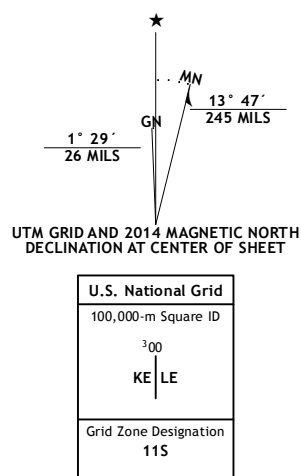 ★
MN
GN
13° 47´
245 MILS
1° 29´
26 MILS
UTM GRID AND 2014 MAGNETIC NORTH
DECLINATION AT CENTER OF SHEET
U.S. National Grid
100,000-m Square ID
³00
KE LE
Grid Zone Designation
11S